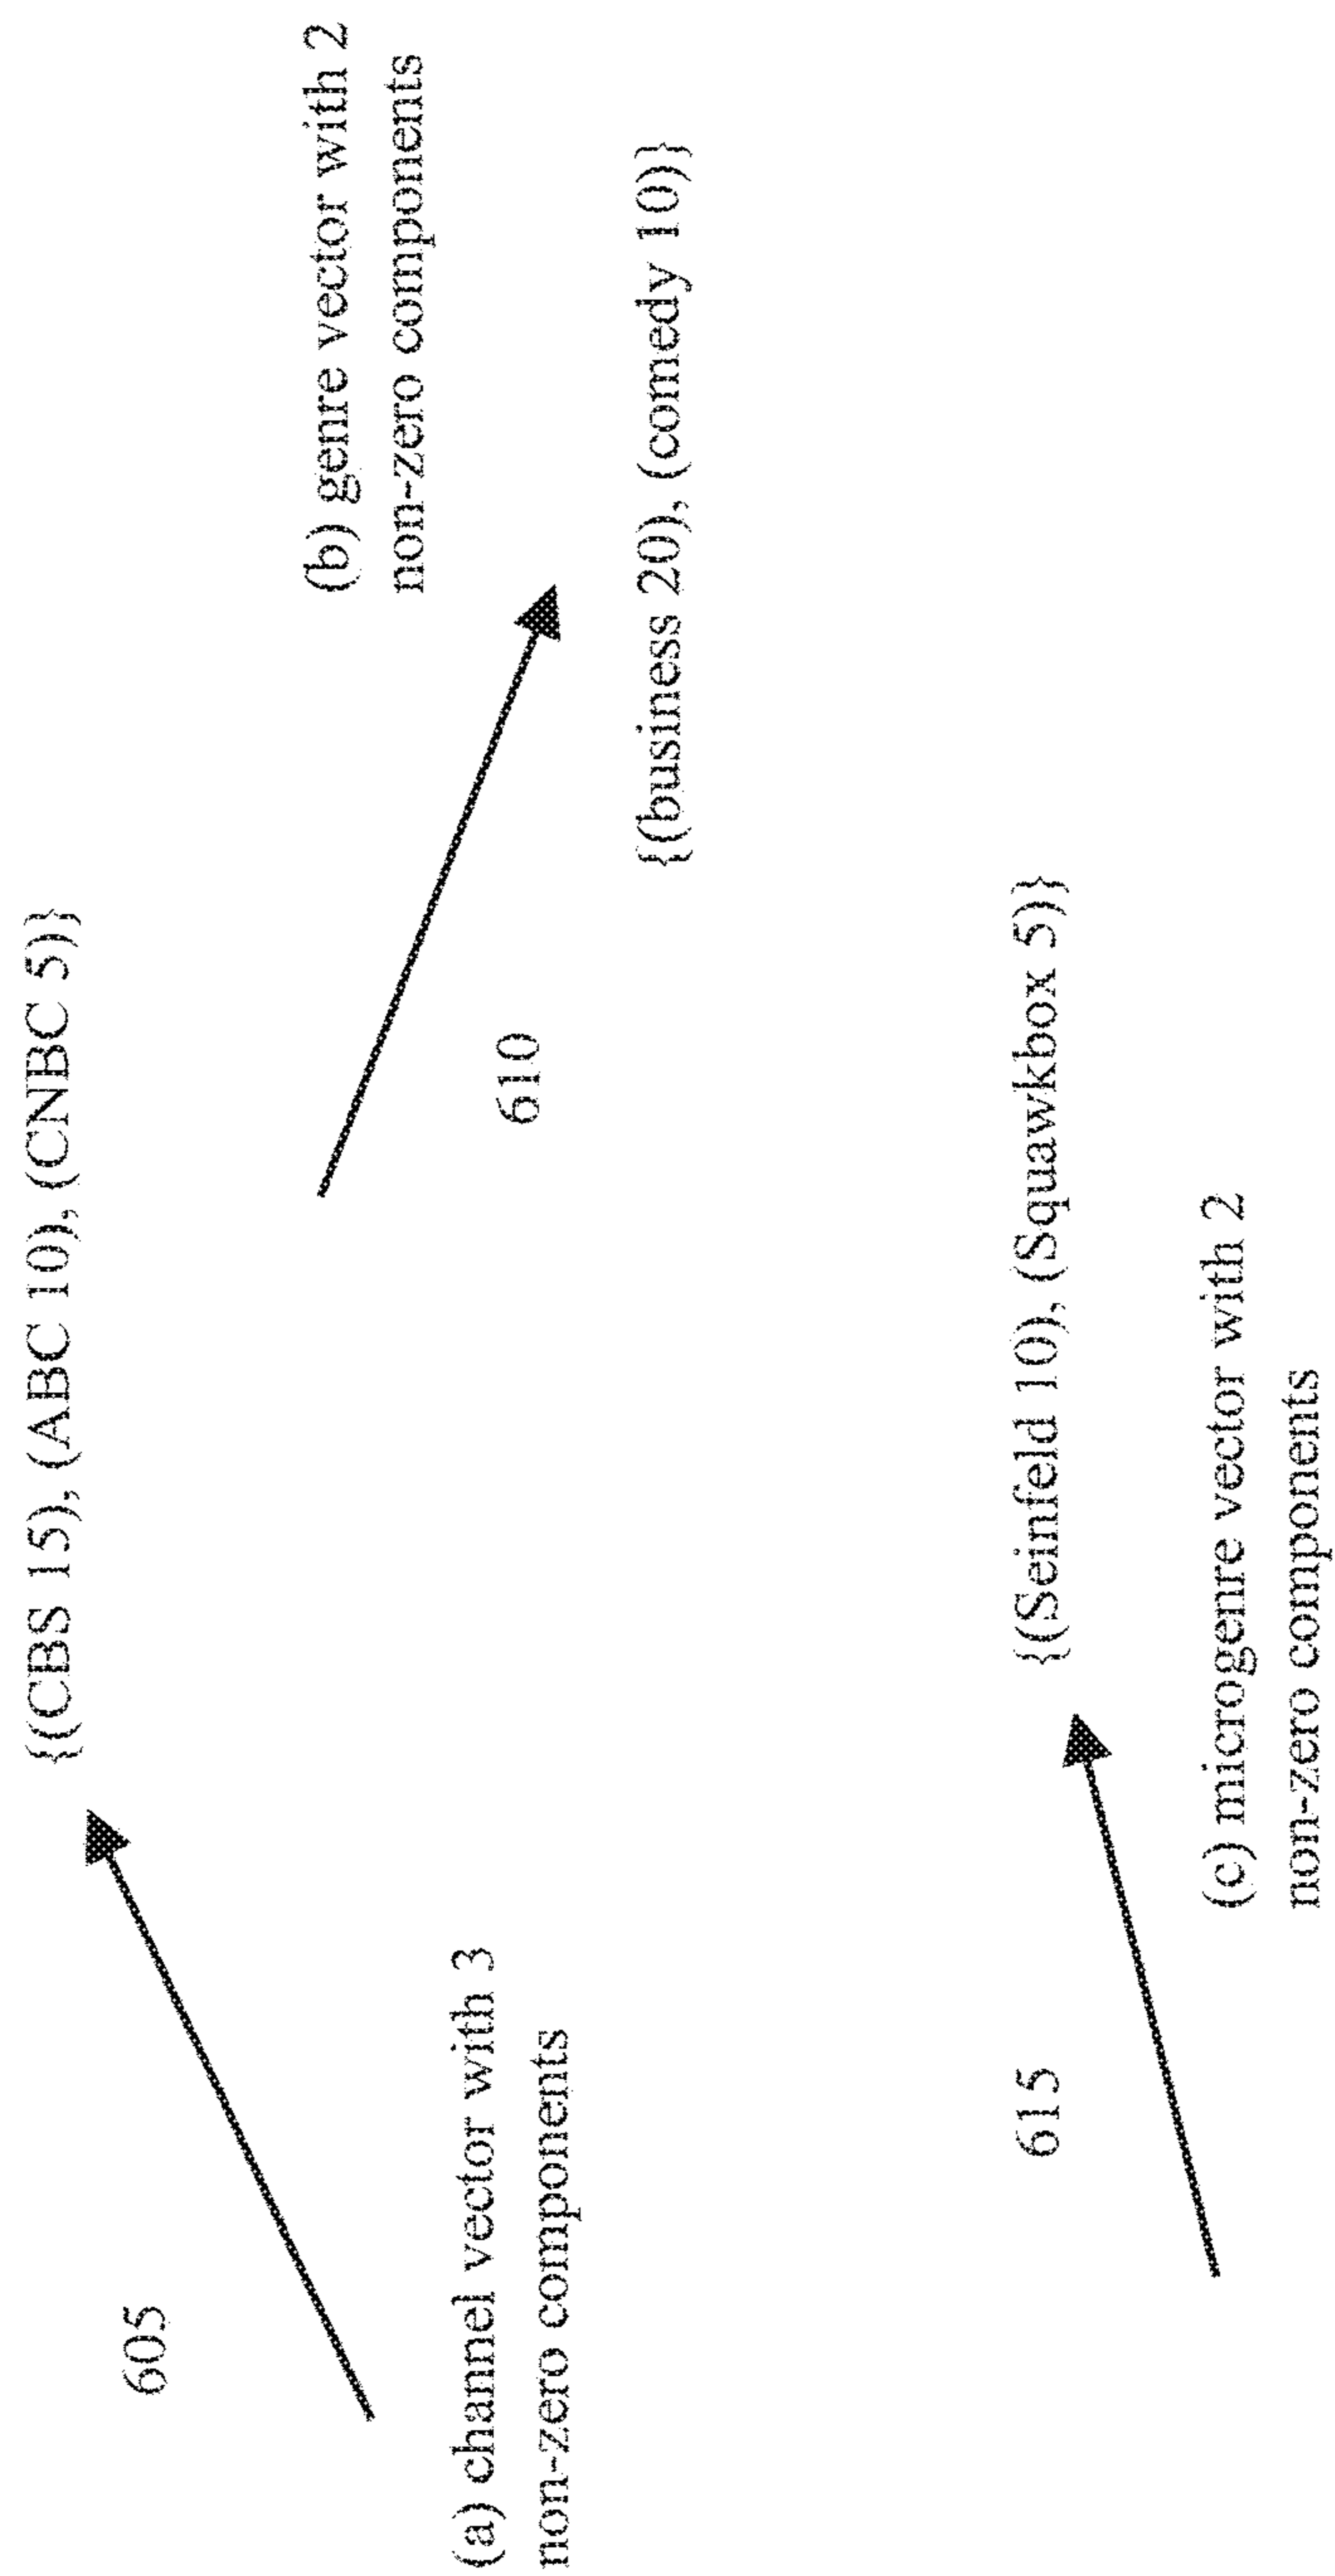 {(CBS 15), (ABC 10), (CNBC 5)}
605
(a) channel vector with 3
non-zero components
(b) genre vector with 2
non-zero components
610
{(business 20), (comedy 10)}
615
{(Seinfeld 10), (Squawkbox 5)}
(c) microgenre vector with 2
non-zero components